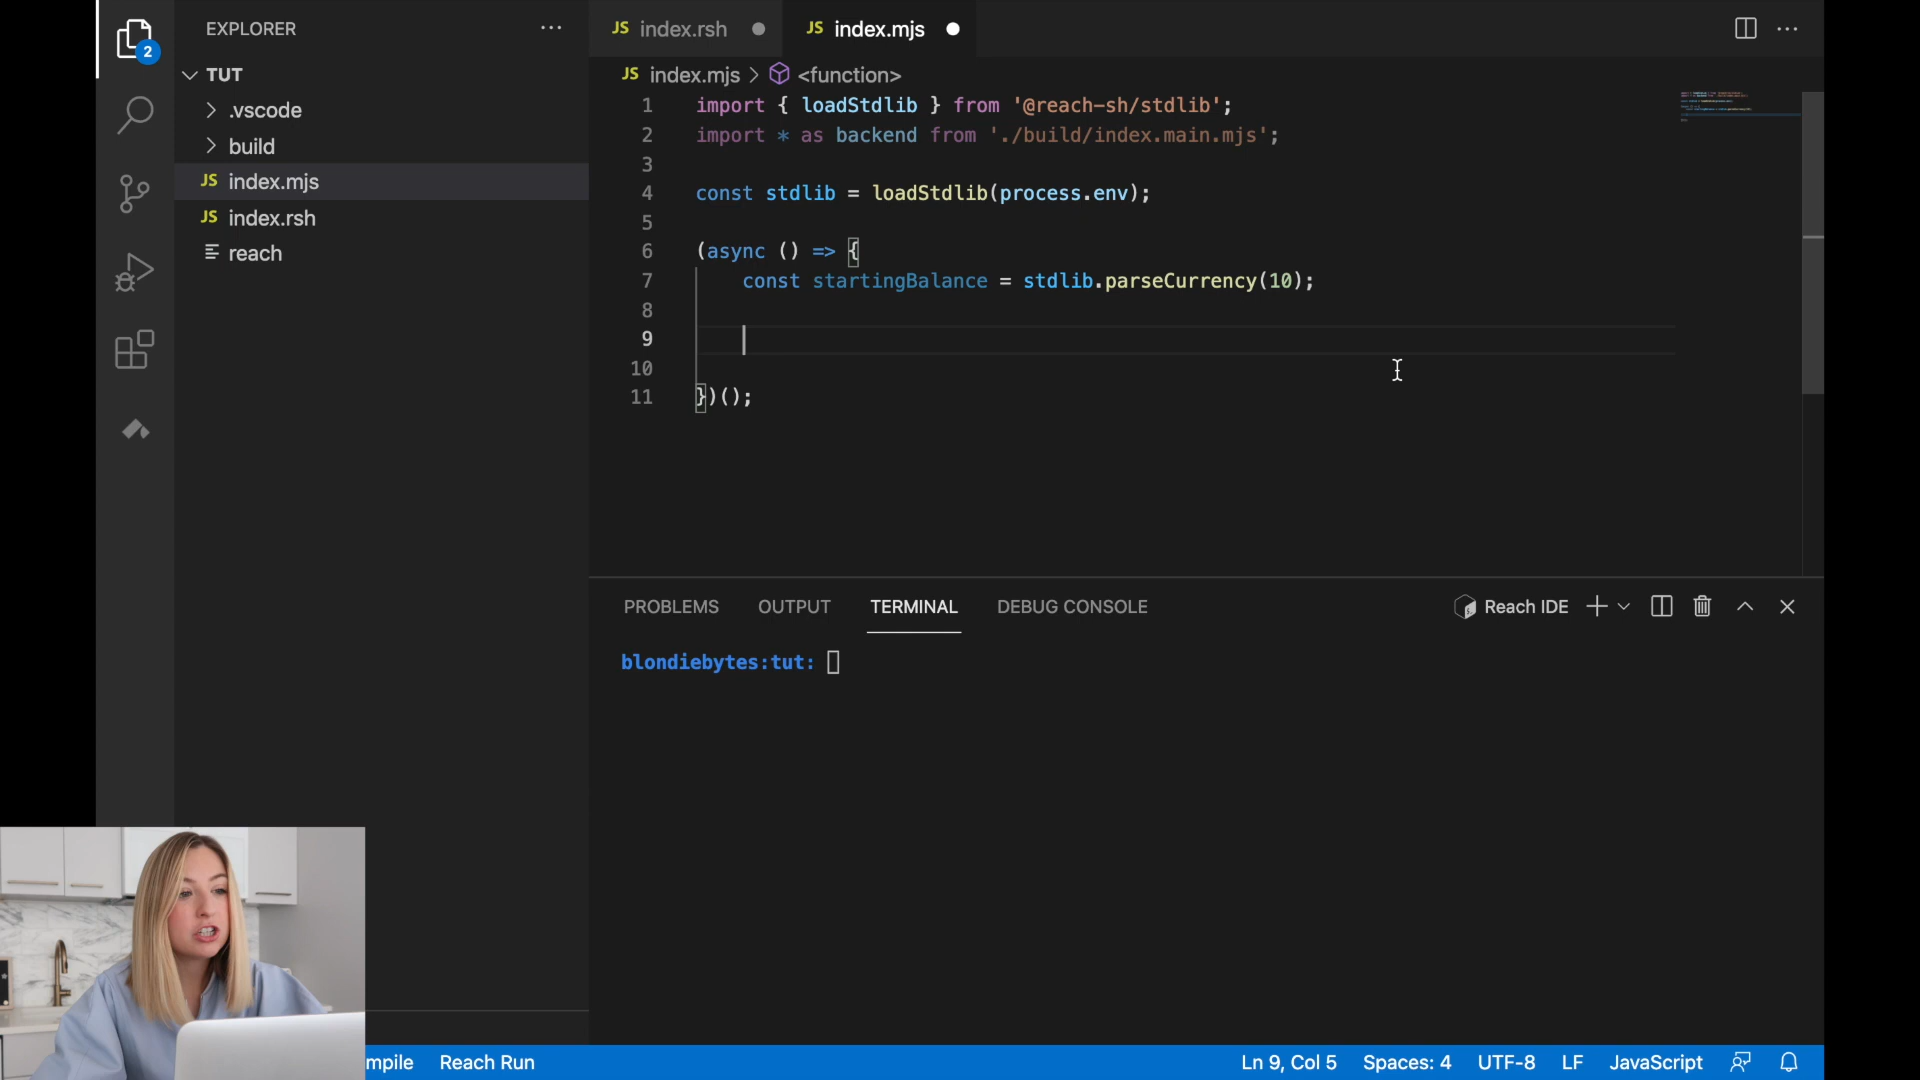 2
EXPLORER
TUT
.vscode
build
JS index.mjs
JS index.rsh
reach
JS index.rsh
JS index.mjs
JS index.mjs > <function>
1 import { loadStdlib } from '@reach-sh/stdlib';
2 import * as backend from './build/index.main.mjs';
3
4 const stdlib = loadStdlib(process.env);
5
6 (async () => {
7 const startingBalance = stdlib.parseCurrency(10);
8
9
10
11 })();
PROBLEMS OUTPUT TERMINAL DEBUG CONSOLE Reach IDE
blondiebytes:tut:
mpile Reach Run Ln 9, Col 5 Spaces: 4 UTF-8 LF JavaScript